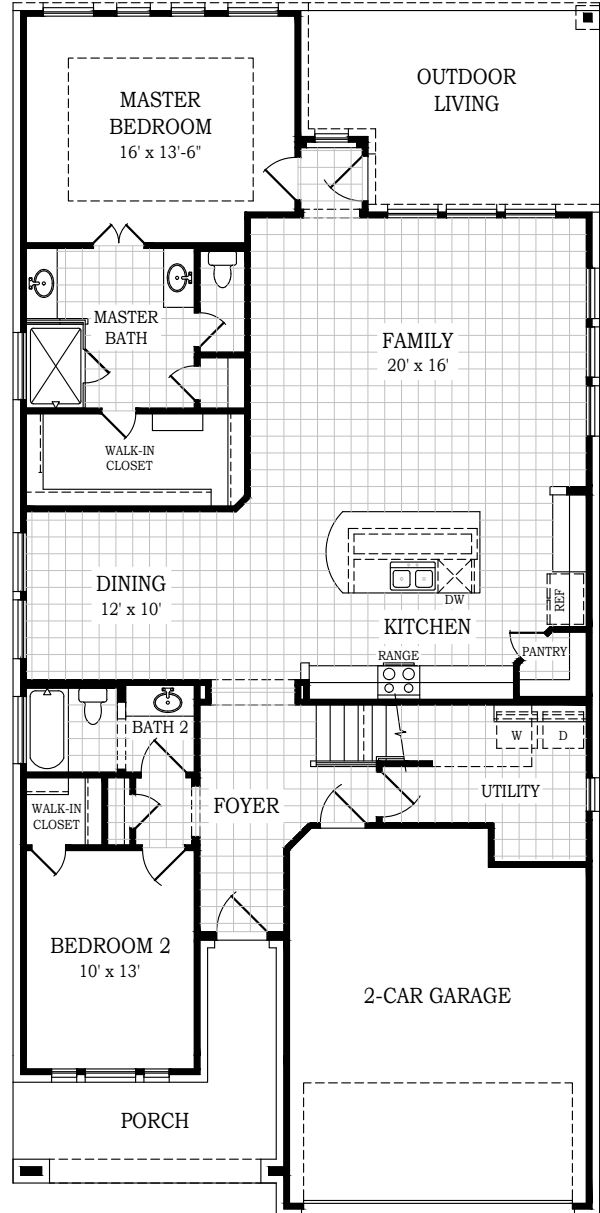 OUTDOOR
LIVING
MASTER
BEDROOM
16' x 13'-6"
MASTER
BATH
FAMILY
20' x 16'
WALK-IN
CLOSET
DINING
12' x 10'
DW
REF
KITCHEN
RANGE
PANTRY
BATH 2
W
D
UTILITY
WALK-IN
CLOSET
FOYER
BEDROOM 2
10' x 13'
2-CAR GARAGE
PORCH